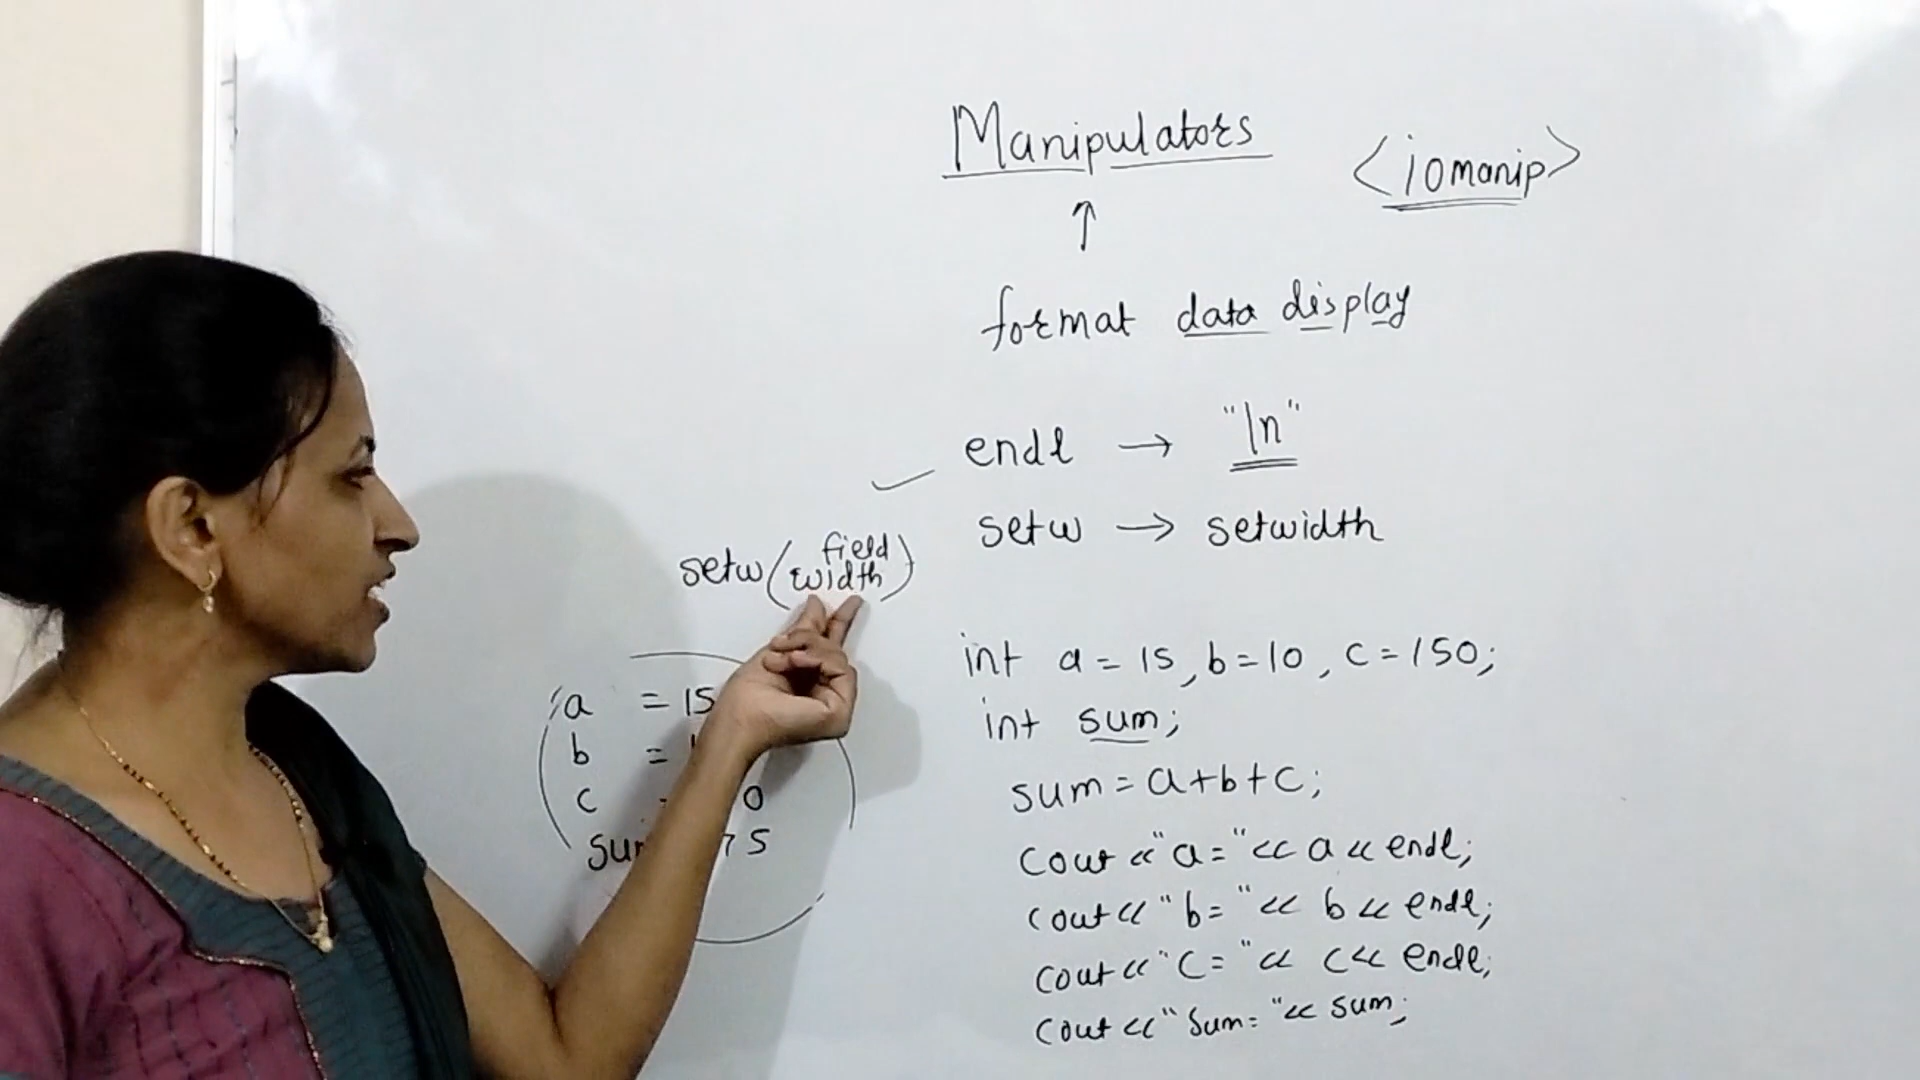 Manipulators <iomanip>
↑
format data display
endl → "\n"
setw → setwidth
setw(field width)
int a = 15, b = 10, c = 150;
int sum;
sum = a+b+c;
cout << "a = " << a << endl;
cout << "b = " << b << endl;
cout << "c = " << c << endl;
cout << "Sum = " << sum;
a = 15
b =
c